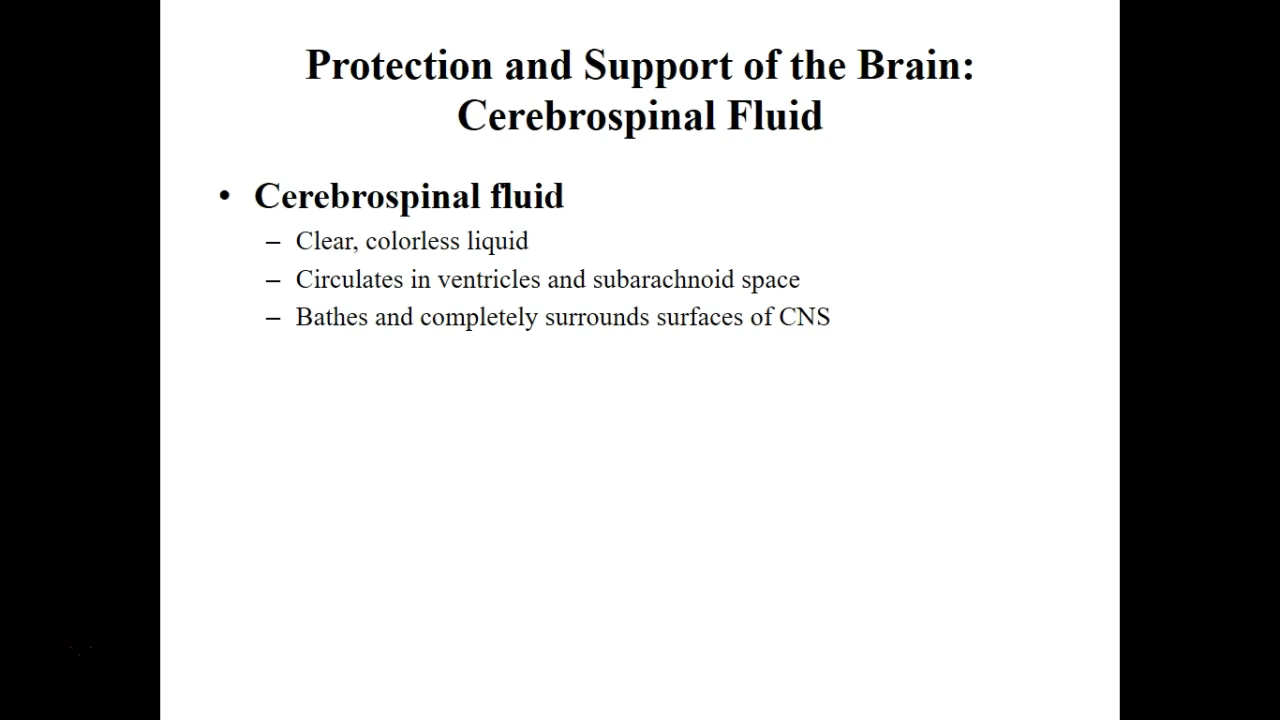 Protection and Support of the Brain:
Cerebrospinal Fluid
• Cerebrospinal fluid
– Clear, colorless liquid
– Circulates in ventricles and subarachnoid space
– Bathes and completely surrounds surfaces of CNS